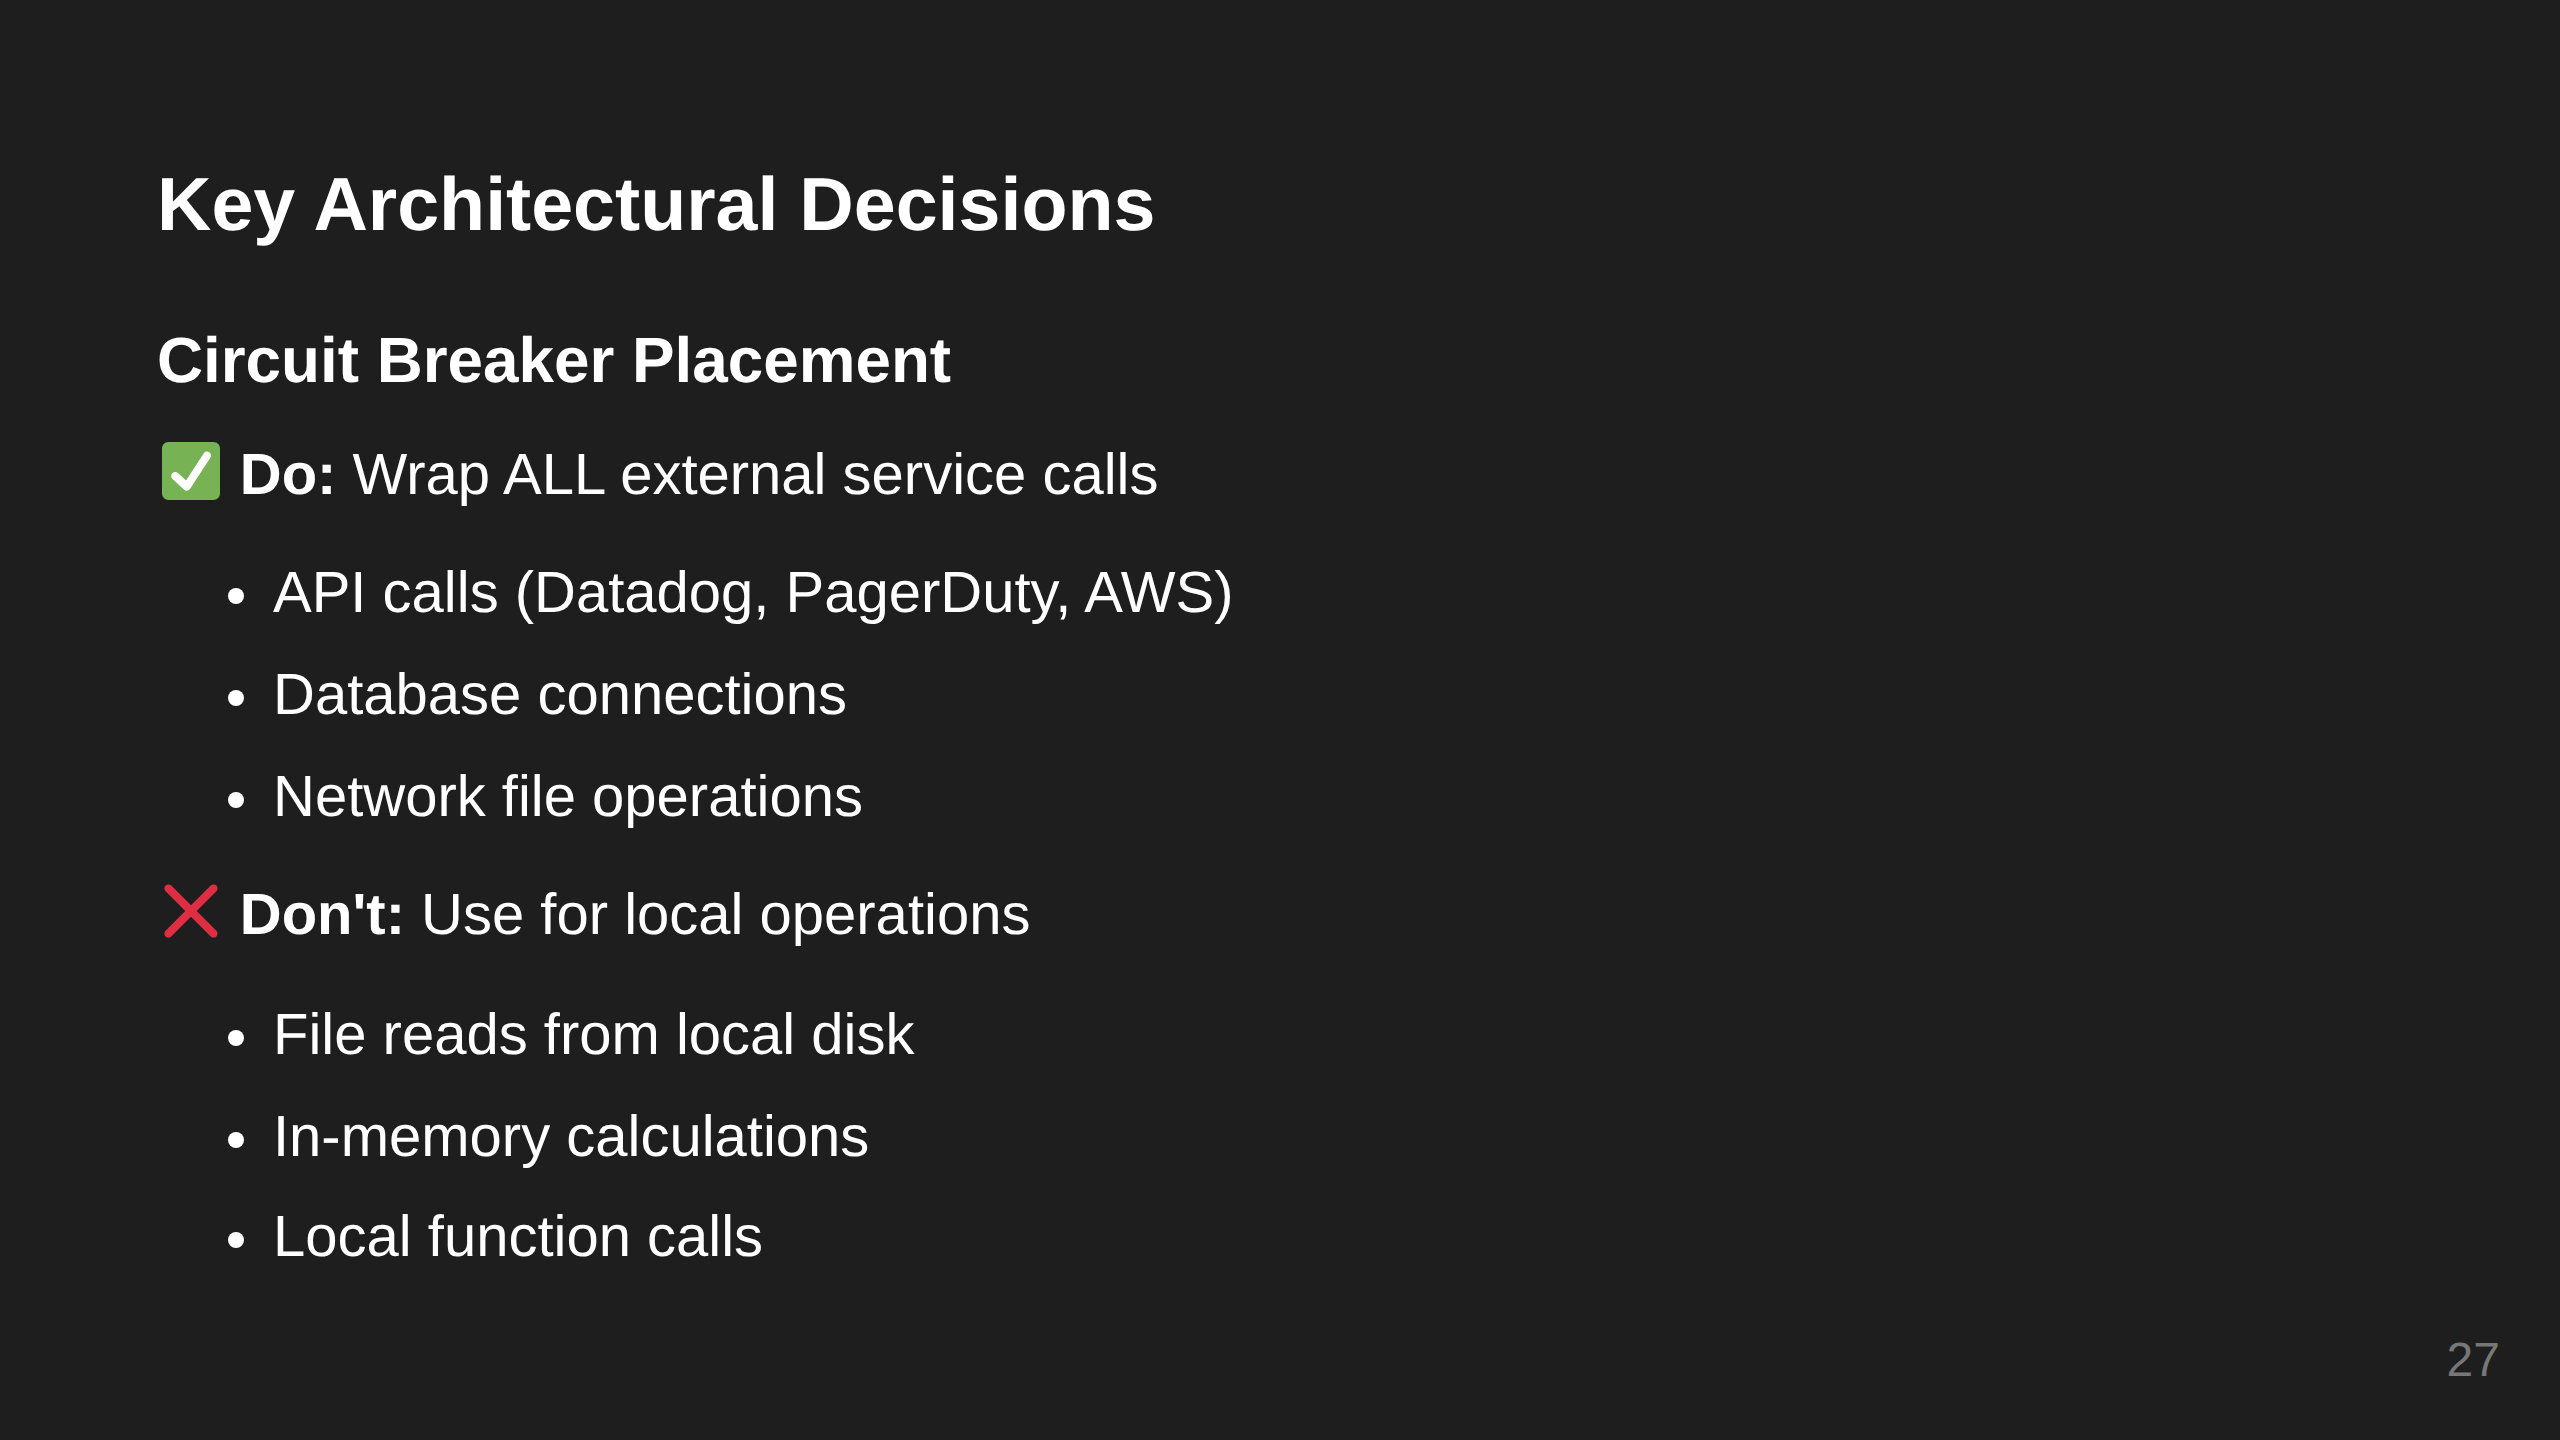 Key Architectural Decisions
Circuit Breaker Placement
✅ Do: Wrap ALL external service calls
• API calls (Datadog, PagerDuty, AWS)
• Database connections
• Network file operations
❌ Don't: Use for local operations
• File reads from local disk
• In-memory calculations
• Local function calls
27